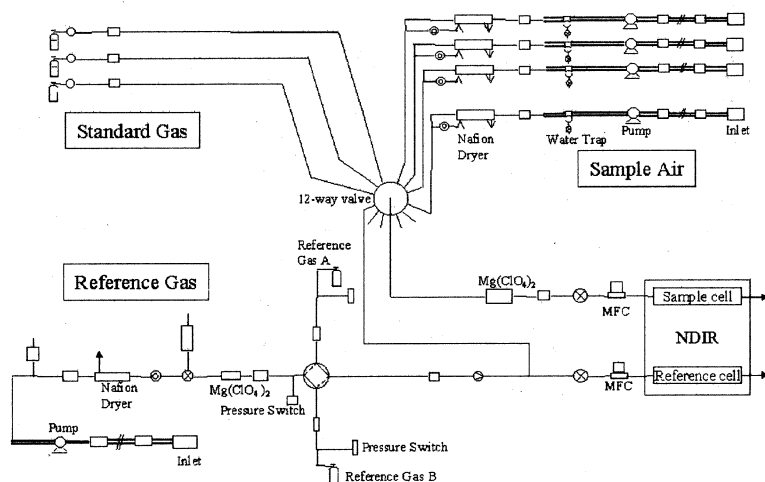 Standard Gas
Nafion
Dryer
Water Trap
Pump
Inlet
Sample Air
12-way valve
Reference Gas
Reference
Gas A
Mg(ClO4)2
MFC
Sample cell
NDIR
Reference cell
MFC
Nafion
Dryer
Mg(ClO4)2
Pressure Switch
Pump
Inlet
Pressure Switch
Reference Gas B